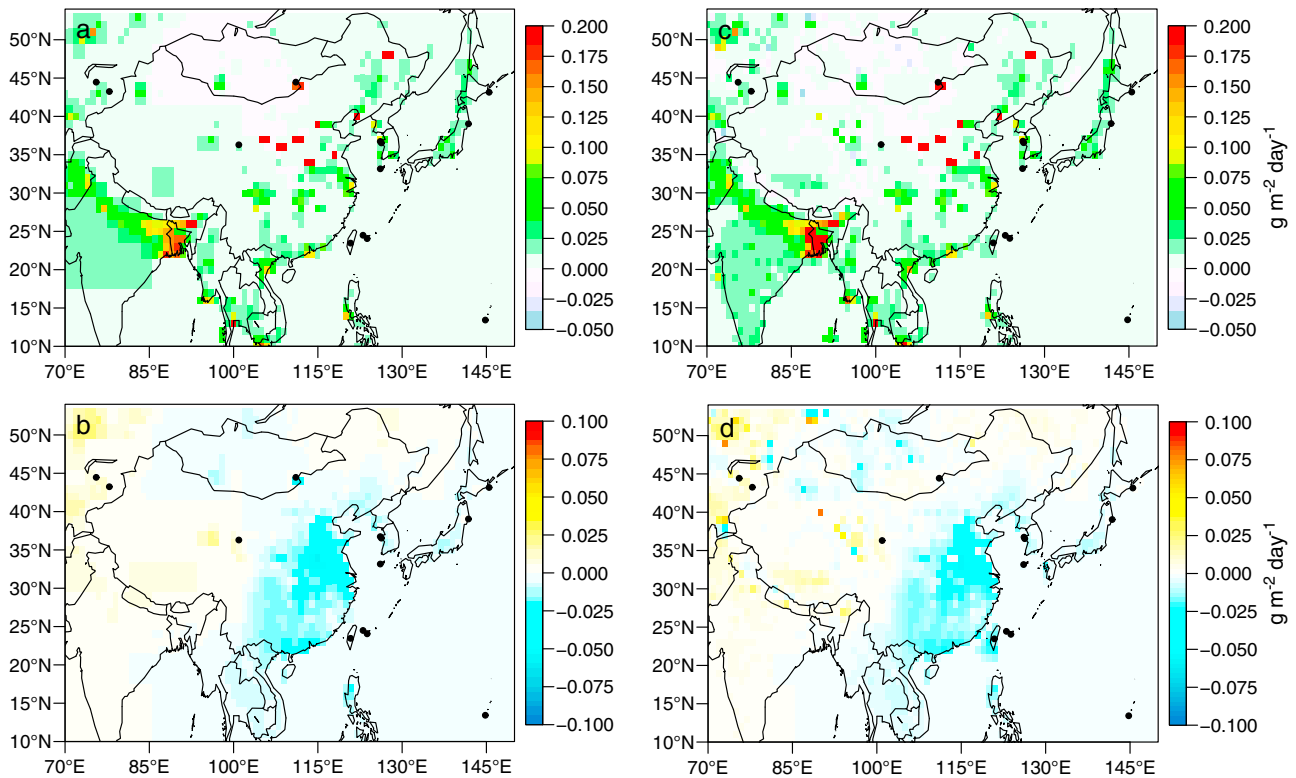 a
50°N
45°N
40°N
35°N
30°N
25°N
20°N
15°N
10°N
70°E 85°E 100°E 115°E 130°E 145°E
0.200
0.175
0.150
0.125
0.100
0.075
0.050
0.025
0.000
−0.025
−0.050
c
50°N
45°N
40°N
35°N
30°N
25°N
20°N
15°N
10°N
70°E 85°E 100°E 115°E 130°E 145°E
0.200
0.175
0.150
0.125
0.100
0.075
0.050
0.025
0.000
−0.025
−0.050
g m⁻² day⁻¹
b
50°N
45°N
40°N
35°N
30°N
25°N
20°N
15°N
10°N
70°E 85°E 100°E 115°E 130°E 145°E
0.100
0.075
0.050
0.025
0.000
−0.025
−0.050
−0.075
−0.100
d
50°N
45°N
40°N
35°N
30°N
25°N
20°N
15°N
10°N
70°E 85°E 100°E 115°E 130°E 145°E
0.100
0.075
0.050
0.025
0.000
−0.025
−0.050
−0.075
−0.100
g m⁻² day⁻¹